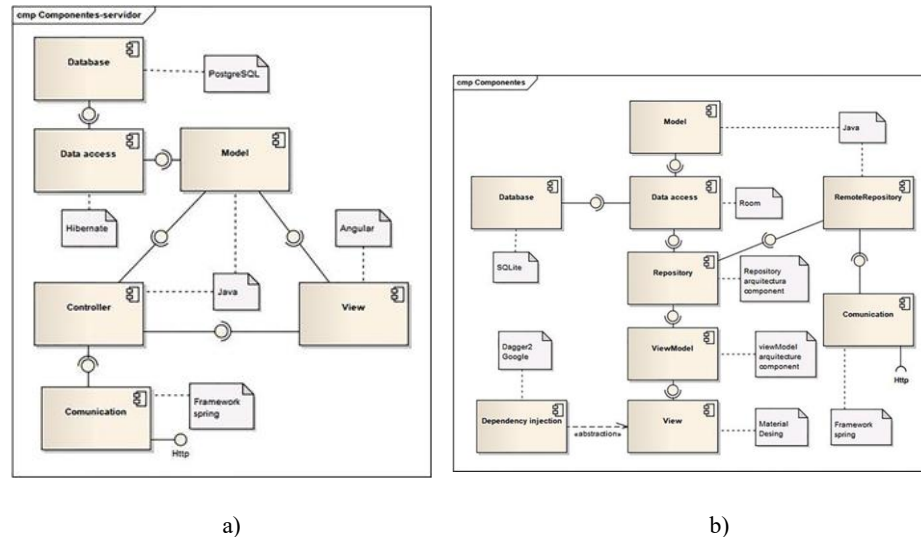 cmp Componentes-servidor
Database
PostgreSQL
Data access
Model
Hibernate
Angular
Java
Controller
View
Comunication
Framework
spring
Http
a)
cmp Componentes
Model
Java
Database
Data access
RemoteRepository
Room
SQLite
Repository
Repository
arquitectura
component
Comunication
Dagger2
Google
ViewModel
viewModel
arquitecture
component
Http
Dependency injection
«abstraction»
View
Material
Desing
Framework
spring
b)